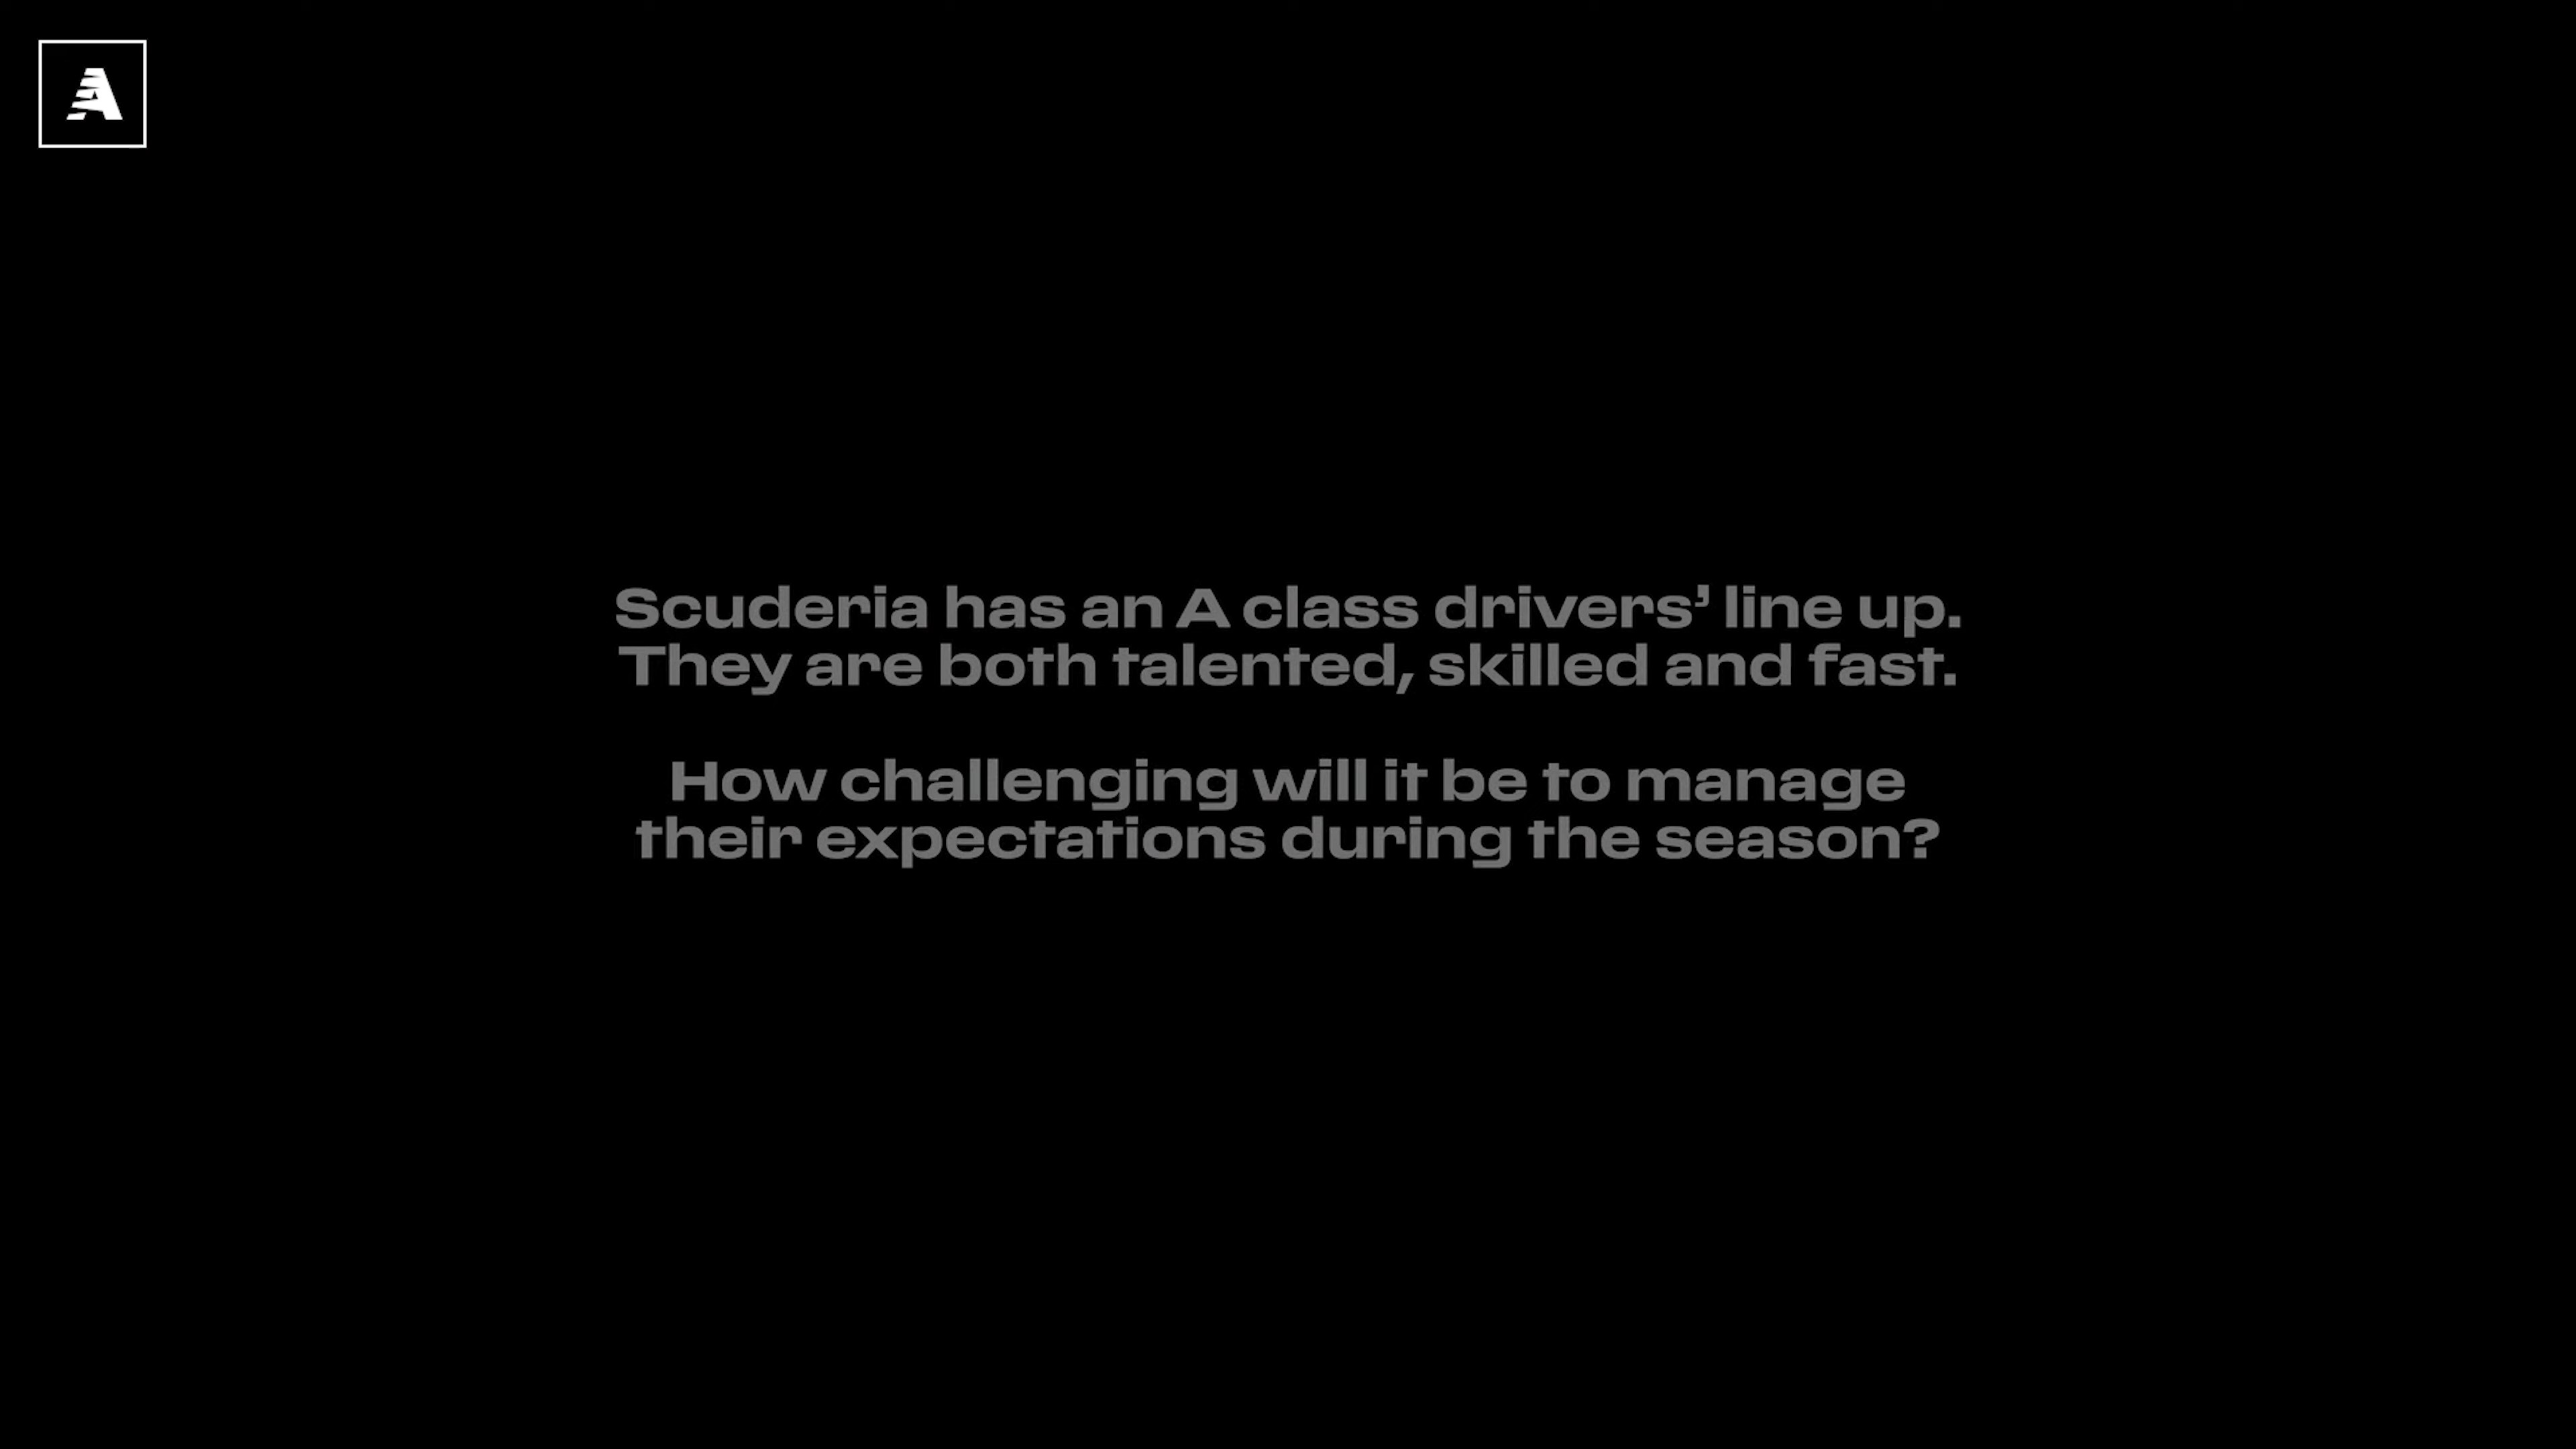 A
Scuderia has an A class drivers’ line up.
They are both talented, skilled and fast.
How challenging will it be to manage
their expectations during the season?